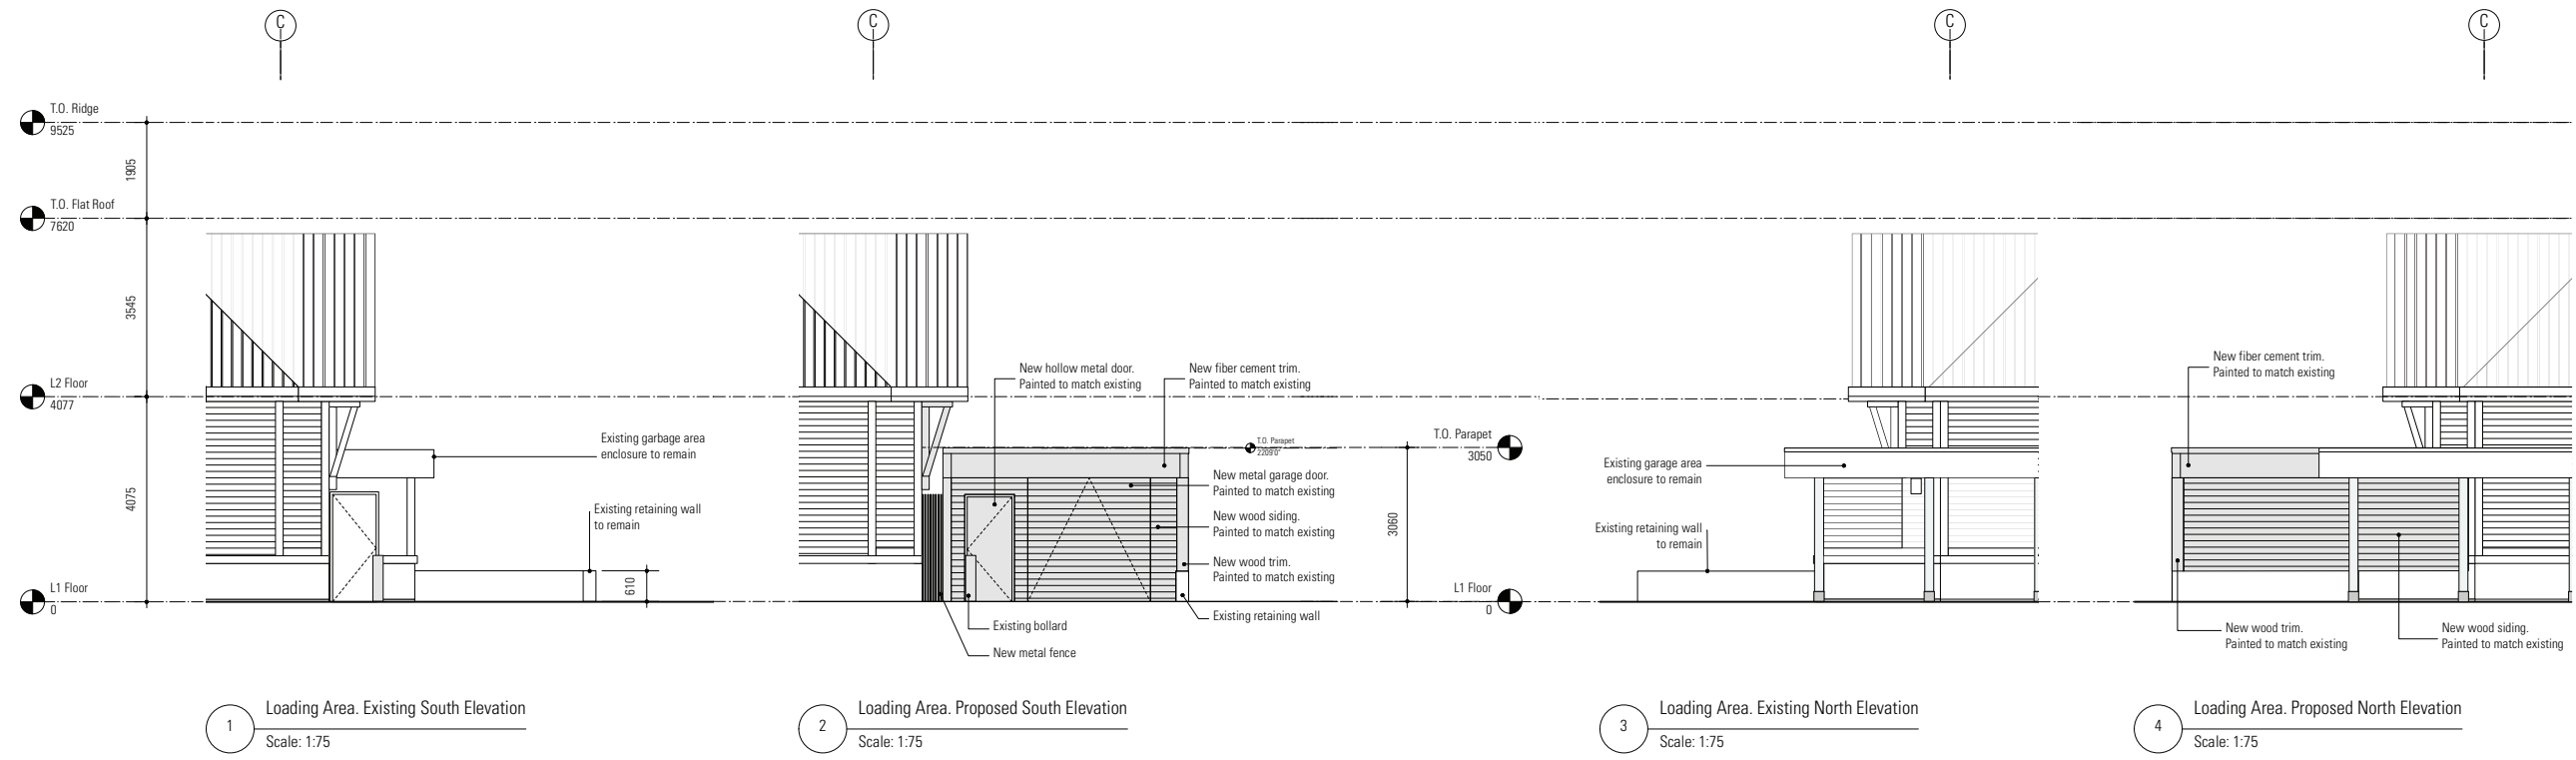 C
C
C
C
T.O. Ridge
9525
1905
T.O. Flat Roof
7620
3545
L2 Floor
4077
4075
L1 Floor
0
Existing garbage area
enclosure to remain
Existing retaining wall
to remain
610
New hollow metal door.
Painted to match existing
New fiber cement trim.
Painted to match existing
T.O. Parapet
2209'0"
New metal garage door.
Painted to match existing
New wood siding.
Painted to match existing
New wood trim.
Painted to match existing
Existing retaining wall
Existing bollard
New metal fence
3060
T.O. Parapet
3050
L1 Floor
0
Existing garage area
enclosure to remain
Existing retaining wall
to remain
New fiber cement trim.
Painted to match existing
New wood trim.
Painted to match existing
New wood siding.
Painted to match existing
1
Loading Area. Existing South Elevation
Scale: 1:75
2
Loading Area. Proposed South Elevation
Scale: 1:75
3
Loading Area. Existing North Elevation
Scale: 1:75
4
Loading Area. Proposed North Elevation
Scale: 1:75